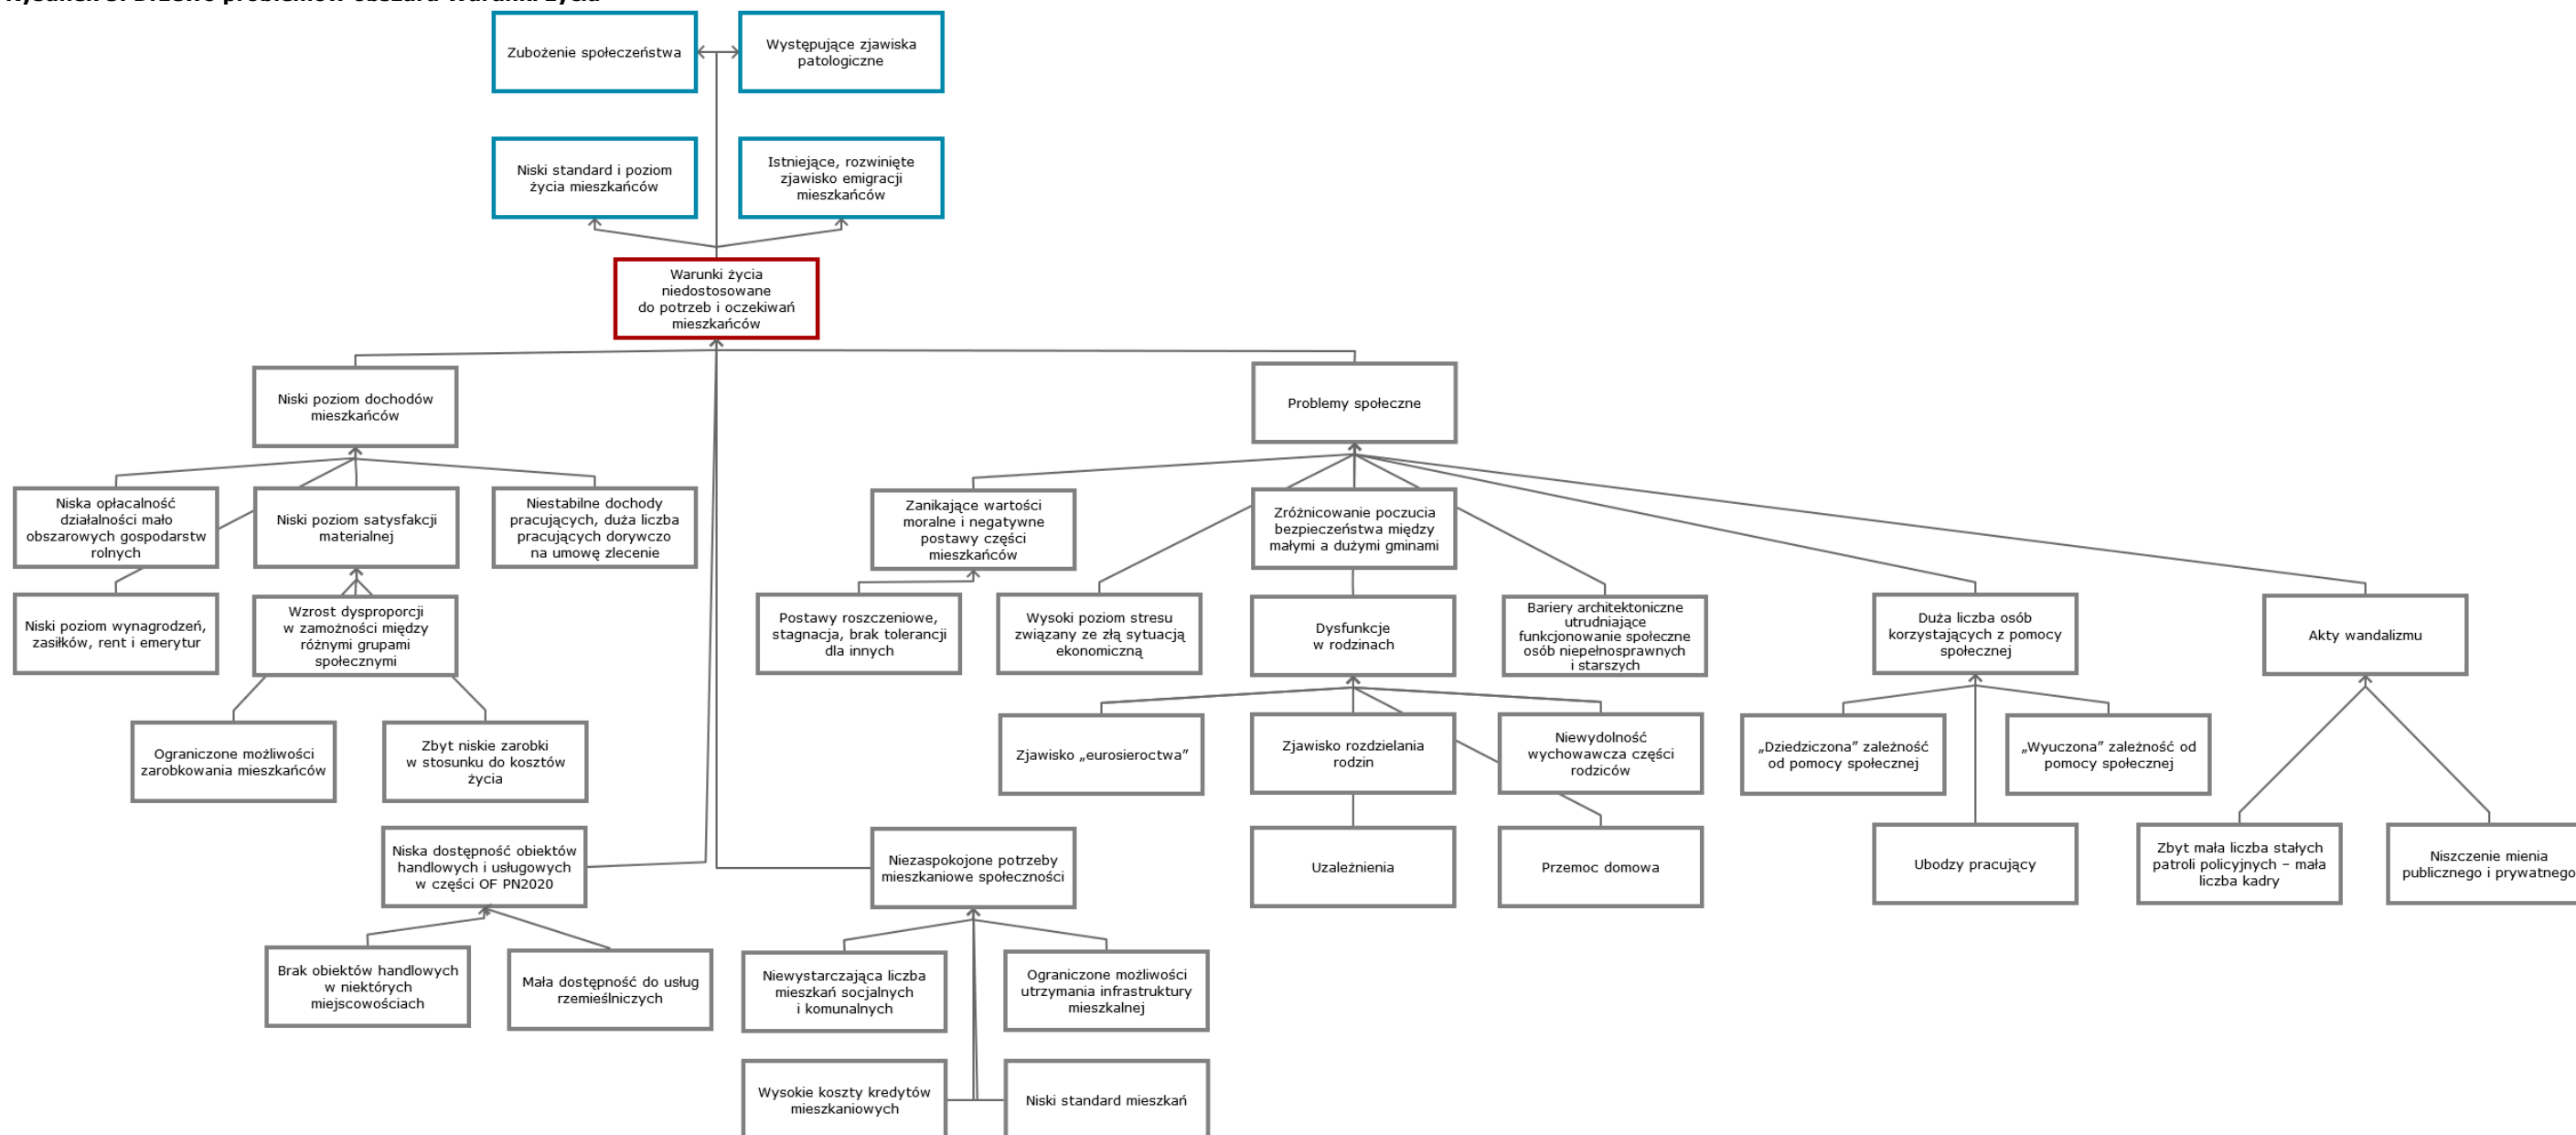 Zubożenie społeczeństwa
Występujące zjawiska
patologiczne
Niski standard i poziom
życia mieszkańców
Istniejące, rozwinięte
zjawisko emigracji
mieszkańców
Warunki życia
niedostosowane
do potrzeb i oczekiwań
mieszkańców
Niski poziom dochodów
mieszkańców
Problemy społeczne
Niska opłacalność
działalności mało
obszarowych gospodarstw
rolnych
Niski poziom satysfakcji
materialnej
Niestabilne dochody
pracujących, duża liczba
pracujących dorywczo
na umowę zlecenie
Zanikające wartości
moralne i negatywne
postawy części
mieszkańców
Zróżnicowanie poczucia
bezpieczeństwa między
małymi a dużymi gminami
Niski poziom wynagrodzeń,
zasiłków, rent i emerytur
Wzrost dysproporcji
w zamożności między
różnymi grupami
społecznymi
Postawy roszczeniowe,
stagnacja, brak tolerancji
dla innych
Wysoki poziom stresu
związany ze złą sytuacją
ekonomiczną
Dysfunkcje
w rodzinach
Bariery architektoniczne
utrudniające
funkcjonowanie społeczne
osób niepełnosprawnych
i starszych
Duża liczba osób
korzystających z pomocy
społecznej
Akty wandalizmu
Ograniczone możliwości
zarobkowania mieszkańców
Zbyt niskie zarobki
w stosunku do kosztów
życia
Zjawisko „eurosieroctwa”
Zjawisko rozdzielania
rodzin
Niewydolność
wychowawcza części
rodziców
„Dziedziczona” zależność
od pomocy społecznej
„Wyuczona” zależność od
pomocy społecznej
Niska dostępność obiektów
handlowych i usługowych
w części OF PN2020
Niezaspokojone potrzeby
mieszkaniowe społeczności
Uzależnienia
Przemoc domowa
Ubodzy pracujący
Zbyt mała liczba stałych
patroli policyjnych – mała
liczba kadry
Niszczenie mienia
publicznego i prywatnego
Brak obiektów handlowych
w niektórych
miejscowościach
Mała dostępność do usług
rzemieślniczych
Niewystarczająca liczba
mieszkań socjalnych
i komunalnych
Ograniczone możliwości
utrzymania infrastruktury
mieszkalnej
Wysokie koszty kredytów
mieszkaniowych
Niski standard mieszkań